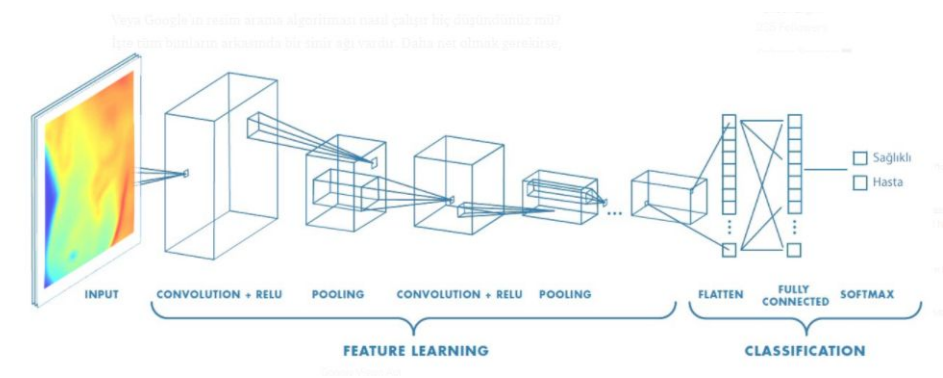 Veya Google'ın resim arama algoritması nasıl çalışır hiç düşündünüz mü?
İşte tüm bunların arkasında bir sinir ağı vardır. Daha net olmak gerekirse,
Sağlıklı
Hasta
INPUT
CONVOLUTION + RELU
POOLING
CONVOLUTION + RELU
POOLING
FLATTEN
FULLY
CONNECTED
SOFTMAX
FEATURE LEARNING
CLASSIFICATION